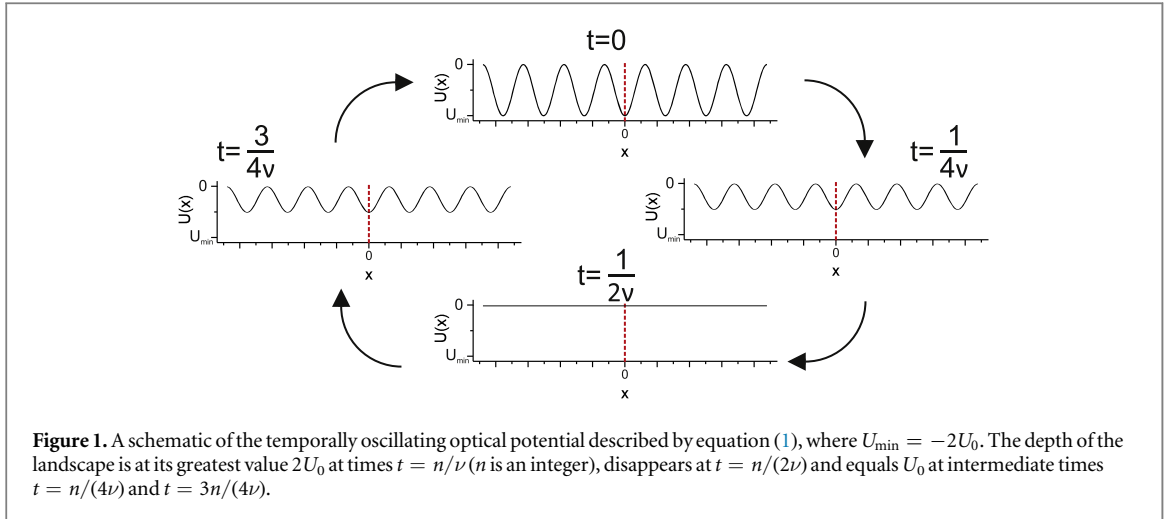 t=0
0
U(x)
Umin
0
x
t= 3/4ν
0
U(x)
Umin
0
x
t= 1/4ν
0
U(x)
Umin
0
x
t= 1/2ν
0
U(x)
Umin
0
x
Figure 1. A schematic of the temporally oscillating optical potential described by equation (1), where Umin = −2U0. The depth of the
landscape is at its greatest value 2U0 at times t = n/ν (n is an integer), disappears at t = n/(2ν) and equals U0 at intermediate times
t = n/(4ν) and t = 3n/(4ν).